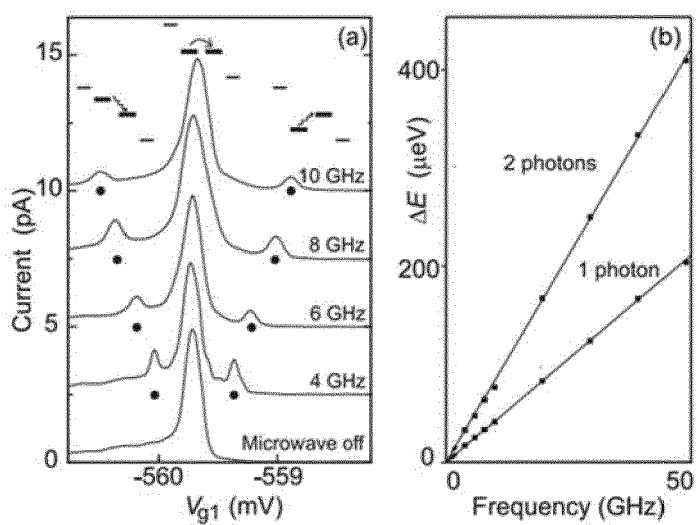 (a)
15
10
5
0
Current (pA)
10 GHz
8 GHz
6 GHz
4 GHz
Microwave off
-560
-559
Vg1 (mV)
(b)
400
200
0
ΔE (μeV)
2 photons
1 photon
0
50
Frequency (GHz)